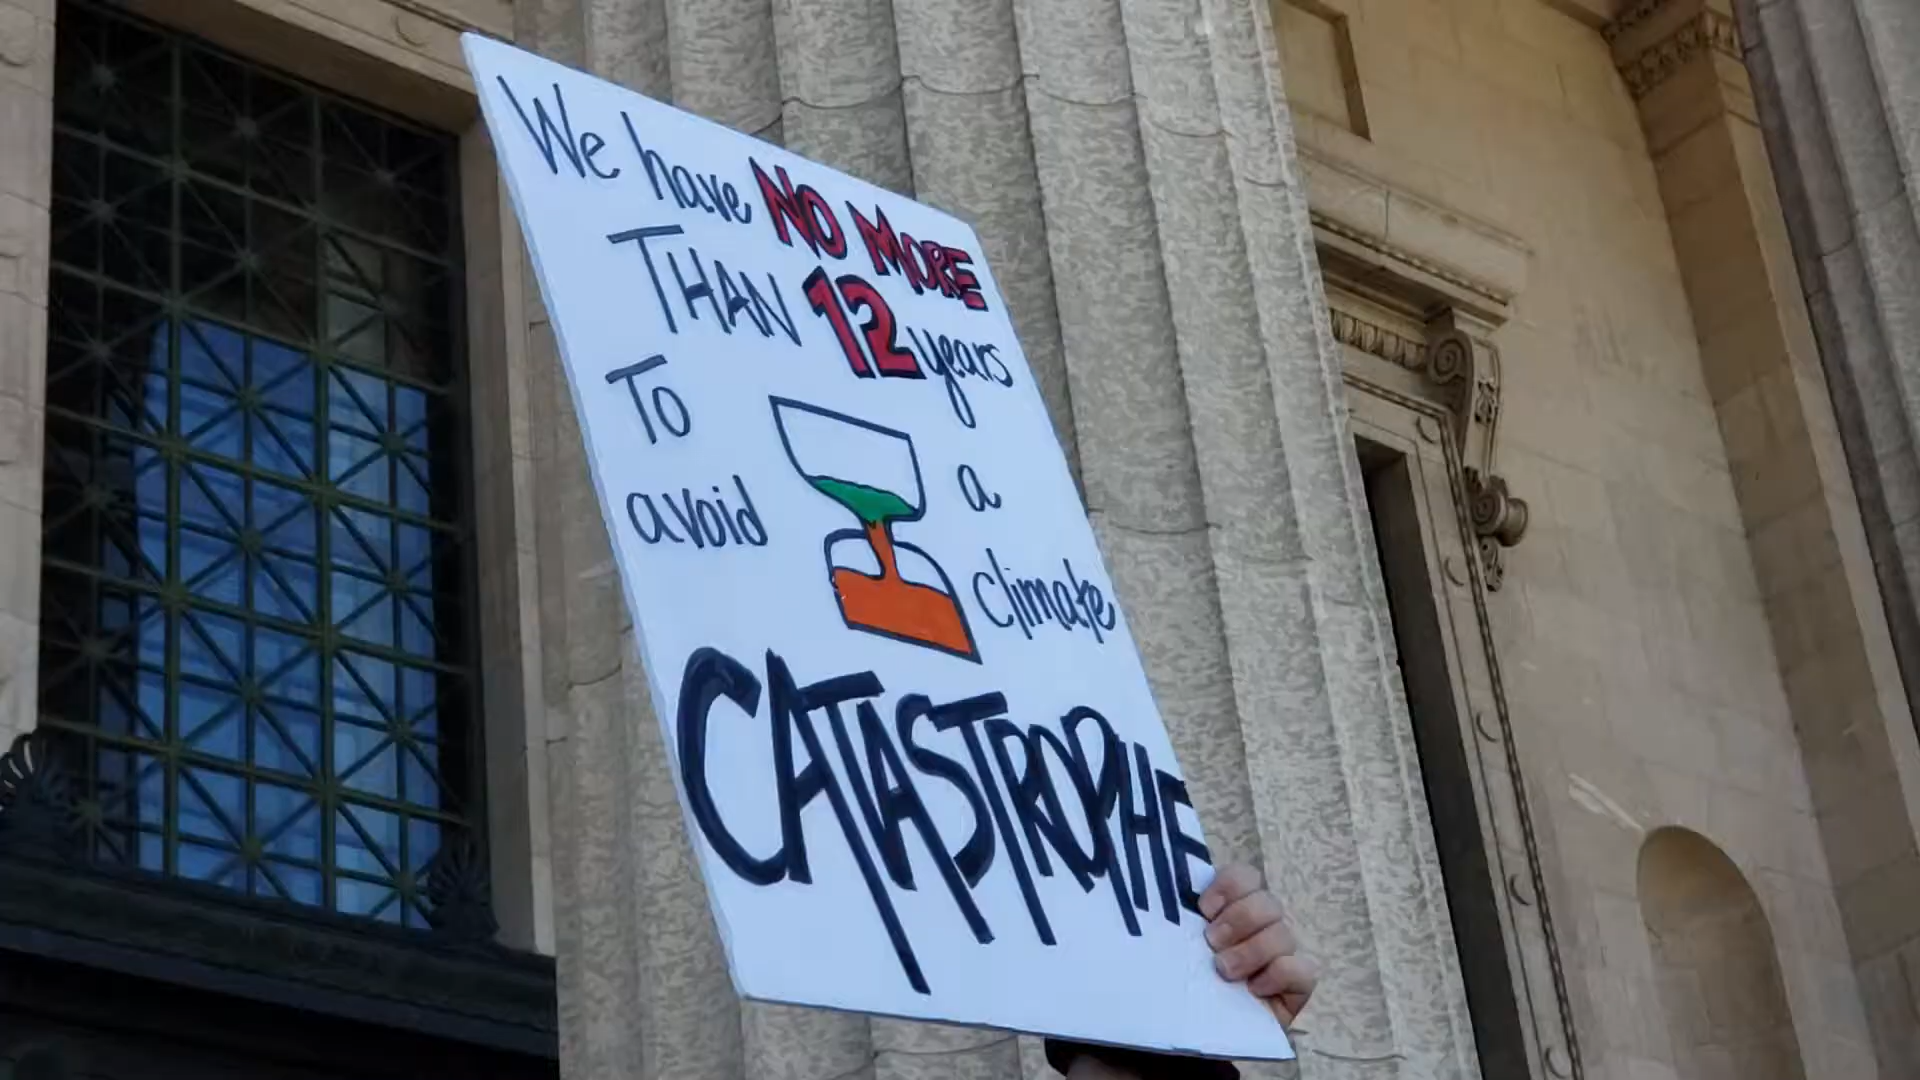 We have NO MORE
THAN 12 years
To
avoid a
climate
CATASTROPHE